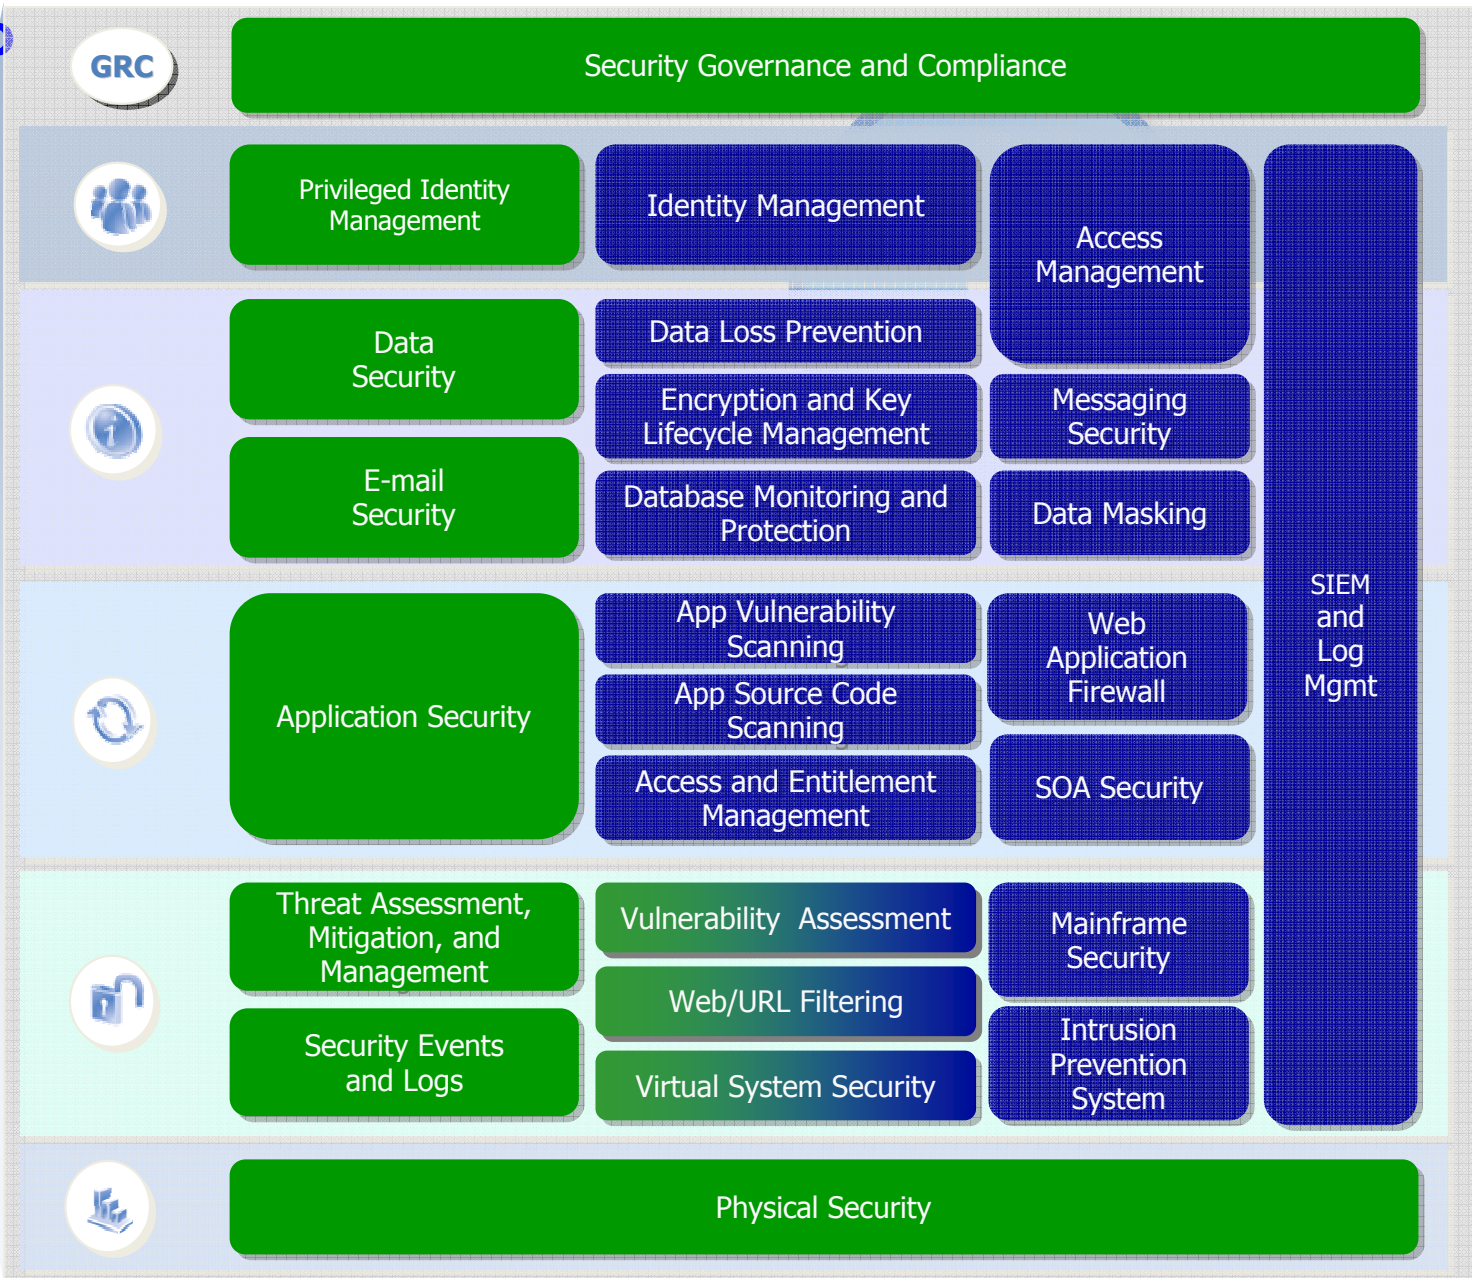 GRC
Security Governance and Compliance
Privileged Identity
Management
Identity Management
Access
Management
Data
Security
Data Loss Prevention
Encryption and Key
Lifecycle Management
Messaging
Security
E-mail
Security
Database Monitoring and
Protection
Data Masking
SIEM
and
Log
Mgmt
Application Security
App Vulnerability
Scanning
Web
Application
Firewall
App Source Code
Scanning
Access and Entitlement
Management
SOA Security
Threat Assessment,
Mitigation, and
Management
Vulnerability  Assessment
Mainframe
Security
Web/URL Filtering
Security Events
and Logs
Virtual System Security
Intrusion
Prevention
System
Physical Security